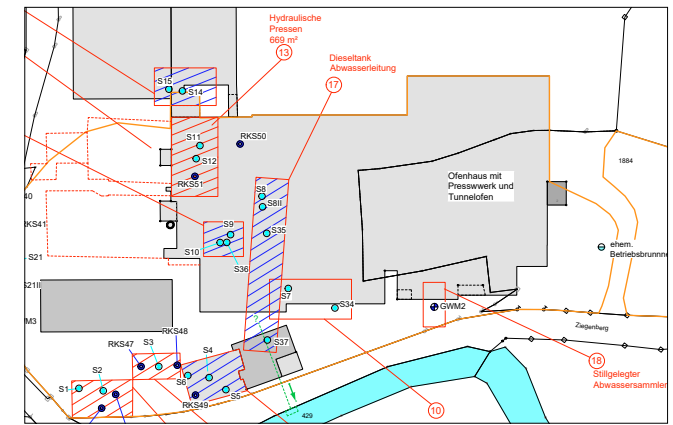 Hydraulische
Pressen
669 m²
13
Dieseltank
Abwasserleitung
17
S15
S14
S11
RKS50
S12
RKS51
1884
Ofenhaus mit
Presswerk und
Tunnelofen
S8
S8II
40
RKS41
S9
S35
S10
S36
ehem.
Betriebsbrunnne
S21
S21II
S7
S34
GWM2
M3
?
Ziegenberg
RKS48
RKS47
S3
S4
S37
18
Stillgelegter
Abwassersammler
S1
S2
S6
S5
RKS49
429
10